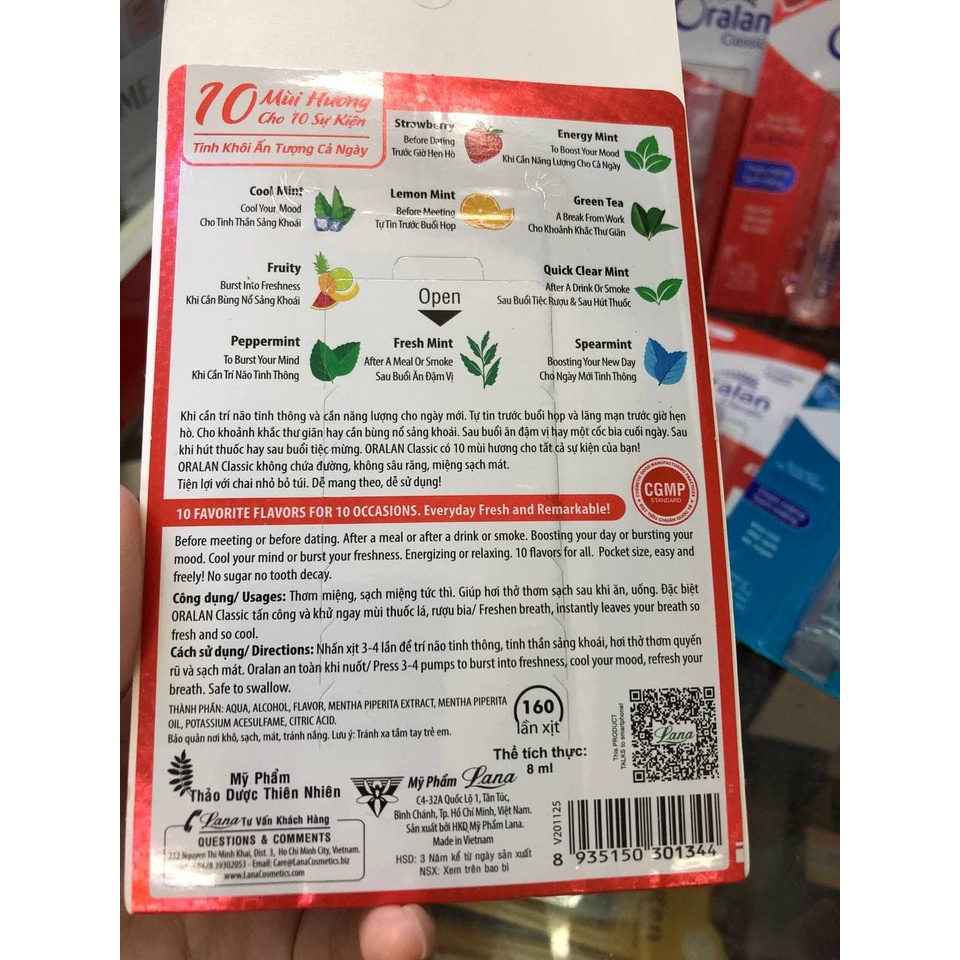 10 Mùi Hương
Cho 10 Sự Kiện
Tinh Khôi Ấn Tượng Cả Ngày
Strawberry
Before Dating
Trước Giờ Hẹn Hò
Energy Mint
To Boost Your Mood
Khi Cần Năng Lượng Cho Cả Ngày
Cool Mint
Cool Your Mood
Cho Tinh Thần Sảng Khoái
Lemon Mint
Before Meeting
Tự Tin Trước Buổi Họp
Green Tea
A Break From Work
Cho Khoảnh Khắc Thư Giãn
Fruity
Burst Into Freshness
Khi Cần Bùng Nổ Sảng Khoái
Open
Quick Clear Mint
After A Drink Or Smoke
Sau Buổi Tiệc Rượu & Sau Hút Thuốc
Peppermint
To Burst Your Mind
Khi Cần Trí Não Tinh Thông
Fresh Mint
After A Meal Or Smoke
Sau Buổi Ăn Đậm Vị
Spearmint
Boosting Your New Day
Cho Ngày Mới Tinh Thông
Khi cần trí não tinh thông và cần năng lượng cho ngày mới. Tự tin trước buổi họp và lãng mạn trước giờ hẹn
hò. Cho khoảnh khắc thư giãn hay cần bùng nổ sảng khoái. Sau buổi ăn đậm vị hay một cốc bia cuối ngày. Sau
khi hút thuốc hay sau buổi tiệc mừng. ORALAN Classic có 10 mùi hương cho tất cả sự kiện của bạn!
ORALAN Classic không chứa đường, không sâu răng, miệng sạch mát.
Tiện lợi với chai nhỏ bỏ túi. Dễ mang theo, dễ sử dụng!
CGMP
STANDARD
10 FAVORITE FLAVORS FOR 10 OCCASIONS. Everyday Fresh and Remarkable!
Before meeting or before dating. After a meal or after a drink or smoke. Boosting your day or bursting your
mood. Cool your mind or burst your freshness. Energizing or relaxing. 10 flavors for all. Pocket size, easy and
freely! No sugar no tooth decay.
Công dụng/ Usages: Thơm miệng, sạch miệng tức thì. Giúp hơi thở thơm sạch sau khi ăn, uống. Đặc biệt
ORALAN Classic tấn công và khử ngay mùi thuốc lá, rượu bia/ Freshen breath, instantly leaves your breath so
fresh and so cool.
Cách sử dụng/ Directions: Nhấn xịt 3-4 lần để trí não tinh thông, tinh thần sảng khoái, hơi thở thơm quyến
rũ và sạch mát. Oralan an toàn khi nuốt/ Press 3-4 pumps to burst into freshness, cool your mood, refresh your
breath. Safe to swallow.
THÀNH PHẦN: AQUA, ALCOHOL, FLAVOR, MENTHA PIPERITA EXTRACT, MENTHA PIPERITA
OIL, POTASSIUM ACESULFAME, CITRIC ACID.
Bảo quản nơi khô, sạch, mát, tránh nắng. Lưu ý: Tránh xa tầm tay trẻ em.
160
lần xịt
Thể tích thực:
8 ml
This PRODUCT
TALKS to smartphone!
Lana
Mỹ Phẩm
Thảo Dược Thiên Nhiên
Mỹ Phẩm Lana
C4-32A Quốc Lộ 1, Tân Túc,
Bình Chánh, Tp. Hồ Chí Minh, Việt Nam.
Sản xuất bởi HKD Mỹ Phẩm Lana.
Made in Vietnam
HSD: 3 Năm kể từ ngày sản xuất
NSX: Xem trên bao bì
Lana Tư Vấn Khách Hàng
QUESTIONS & COMMENTS
212 Nguyen Thi Minh Khai, Dist. 3, Ho Chi Minh City, Vietnam.
+8428 39302053 - Email: Care@LanaCosmetics.biz
www.LanaCosmetics.com
V201125
8 935150 301344
Oralan
Classic